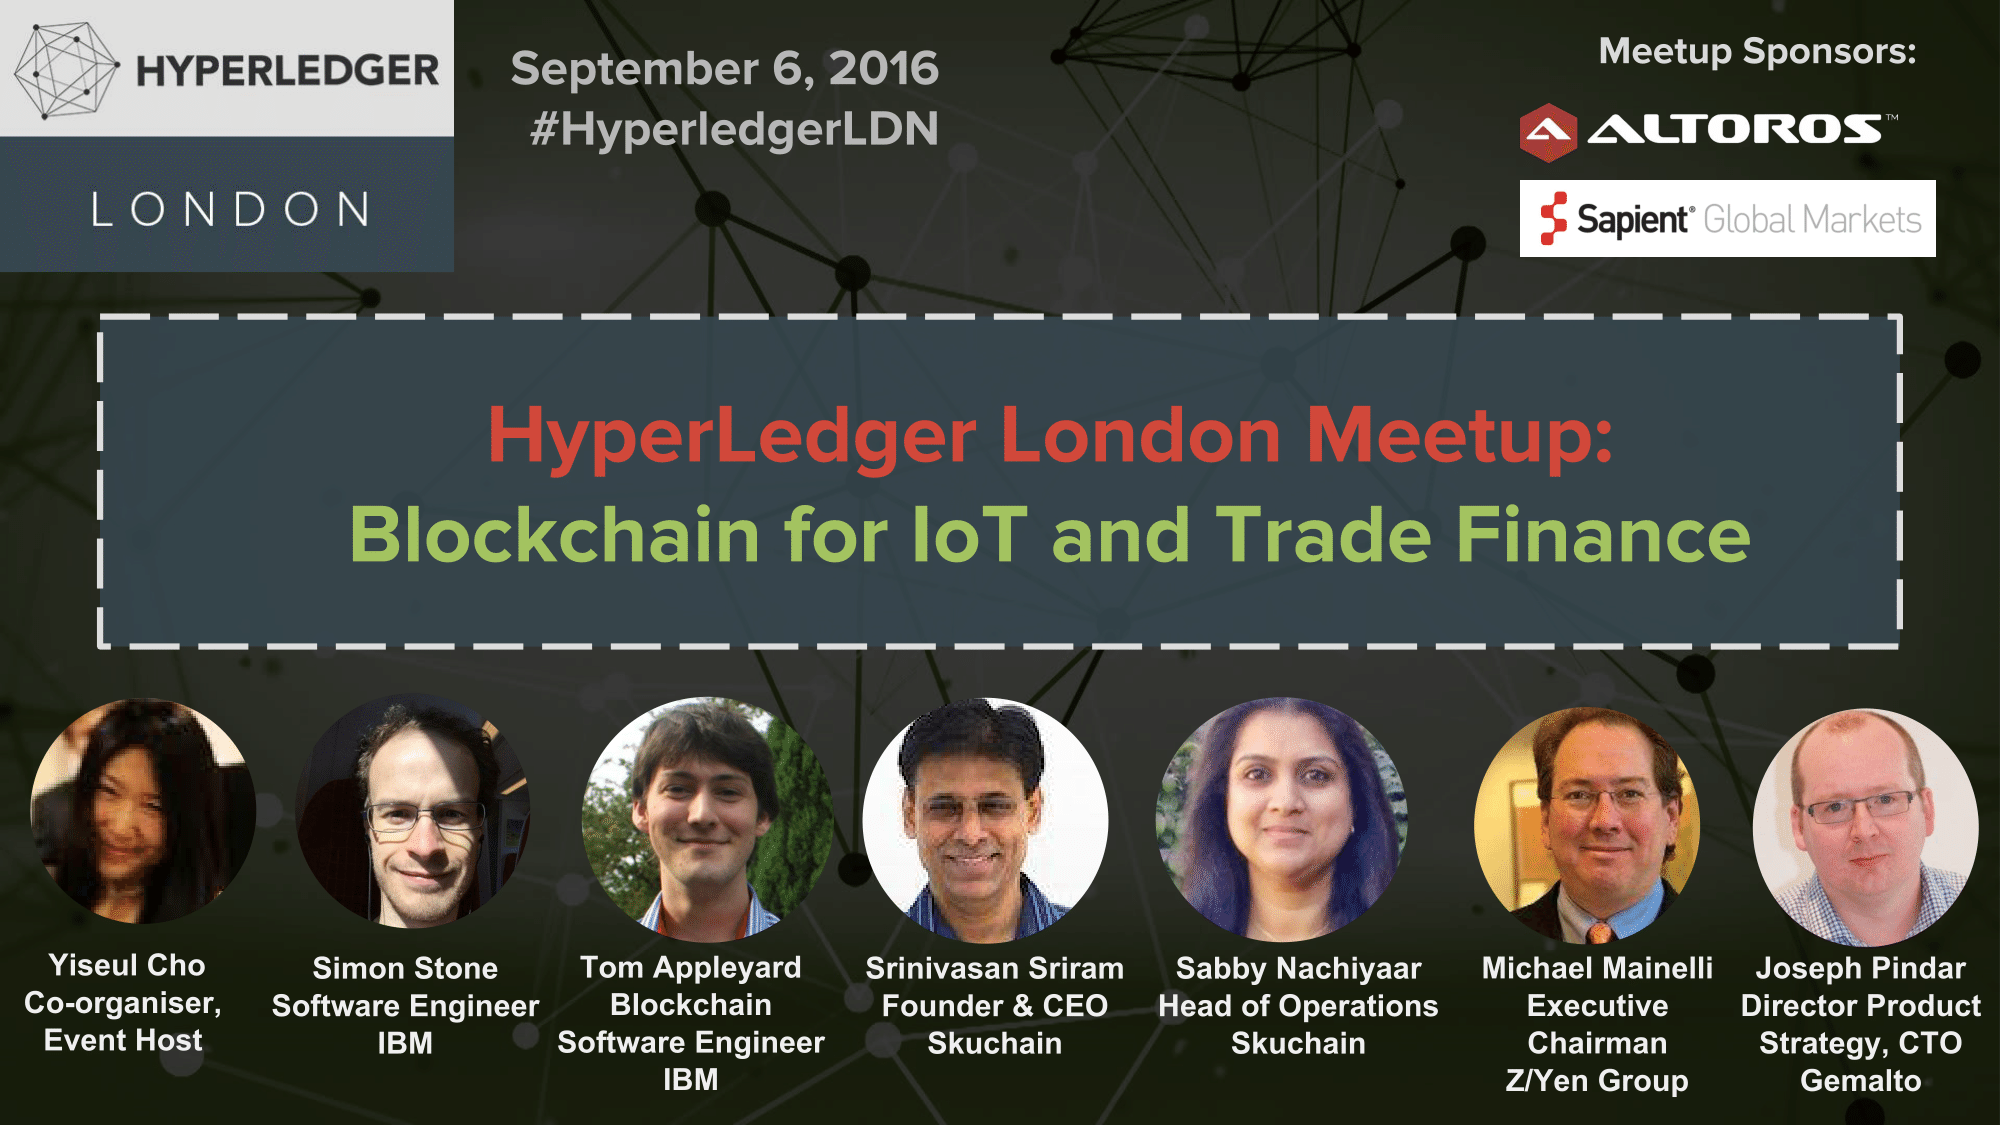 HYPERLEDGER
LONDON
September 6, 2016
#HyperledgerLDN
Meetup Sponsors:
ALTOROS™
Sapient® Global Markets
HyperLedger London Meetup:
Blockchain for IoT and Trade Finance
Yiseul Cho
Co-organiser,
Event Host
Simon Stone
Software Engineer
IBM
Tom Appleyard
Blockchain
Software Engineer
IBM
Srinivasan Sriram
Founder & CEO
Skuchain
Sabby Nachiyaar
Head of Operations
Skuchain
Michael Mainelli
Executive
Chairman
Z/Yen Group
Joseph Pindar
Director Product
Strategy, CTO
Gemalto